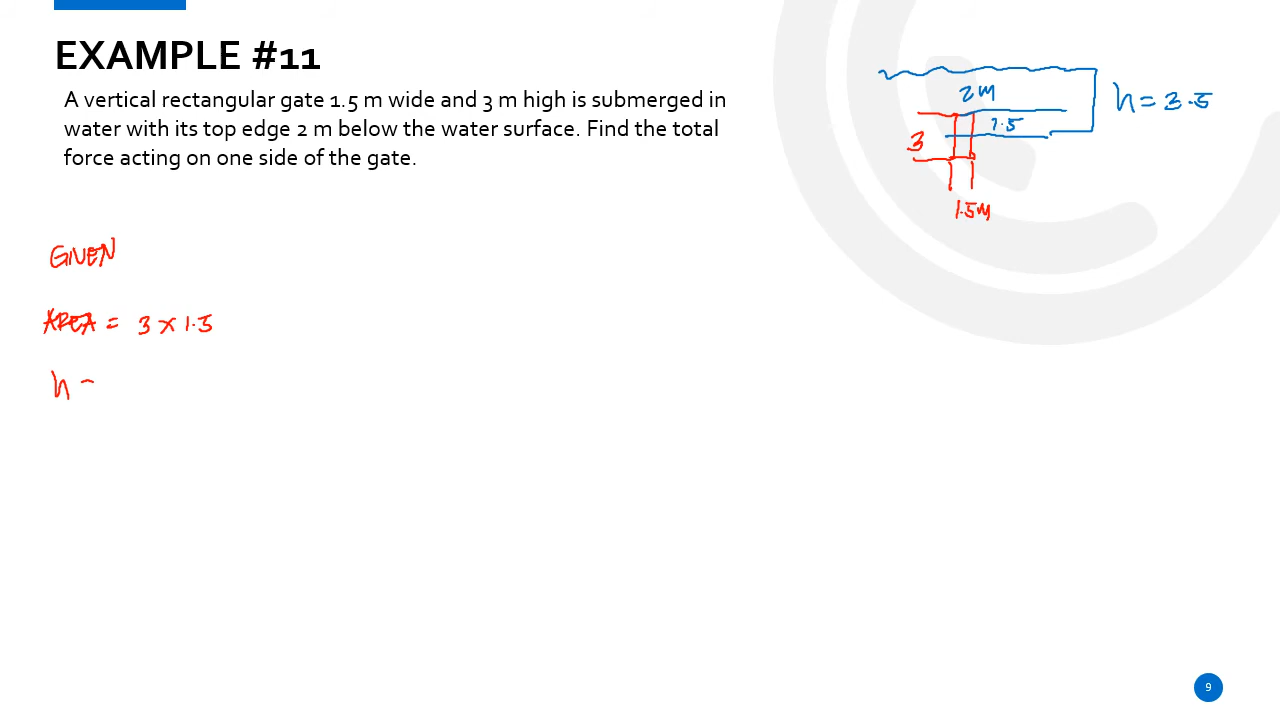 EXAMPLE #11
A vertical rectangular gate 1.5 m wide and 3 m high is submerged in
water with its top edge 2 m below the water surface. Find the total
force acting on one side of the gate.
2 m
h = 3.5
1.5
3
1.5m
GIVEN
AREA = 3 x 1.5
h -
9